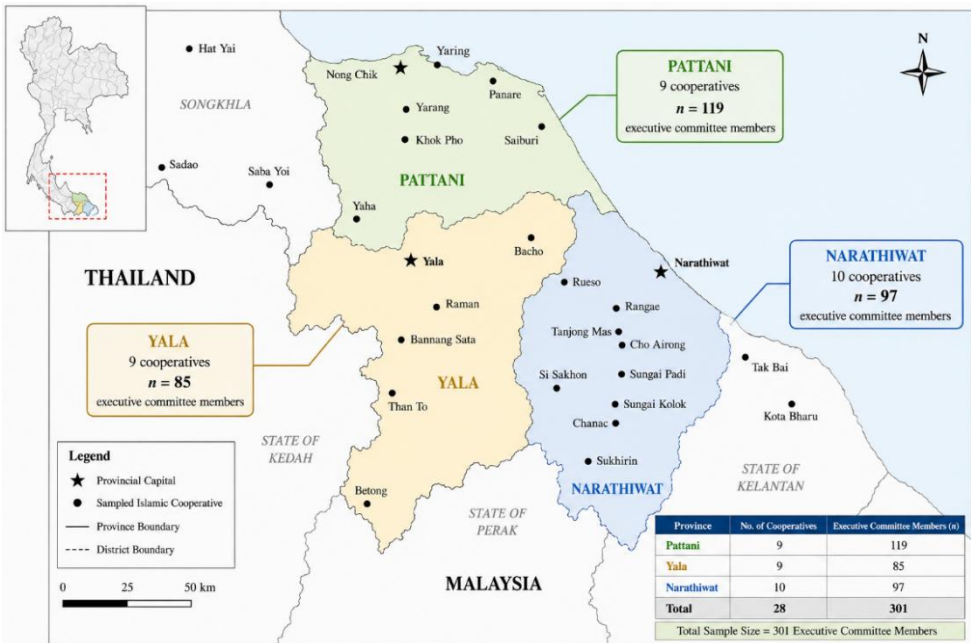 Hat Yai
SONGKHLA
Sadao
Saba Yoi
Nong Chik
Yaring
Panare
Yarang
Khok Pho
Saiburi
PATTANI
Yaha
N
PATTANI
9 cooperatives
n = 119
executive committee members
THAILAND
Yala
Bacho
Raman
Bannang Sata
YALA
Than To
Betong
YALA
9 cooperatives
n = 85
executive committee members
Narathiwat
Rueso
Rangae
Tanjong Mas
Cho Airong
Si Sakhon
Sungai Padi
Sungai Kolok
Chanac
Sukhirin
NARATHIWAT
NARATHIWAT
10 cooperatives
n = 97
executive committee members
Tak Bai
Kota Bharu
STATE OF
KEDAH
STATE OF
PERAK
STATE OF
KELANTAN
MALAYSIA
Legend
Provincial Capital
Sampled Islamic Cooperative
Province Boundary
District Boundary
0 25 50 km
Province No. of Cooperatives Executive Committee Members (n)
Pattani 9 119
Yala 9 85
Narathiwat 10 97
Total 28 301
Total Sample Size = 301 Executive Committee Members